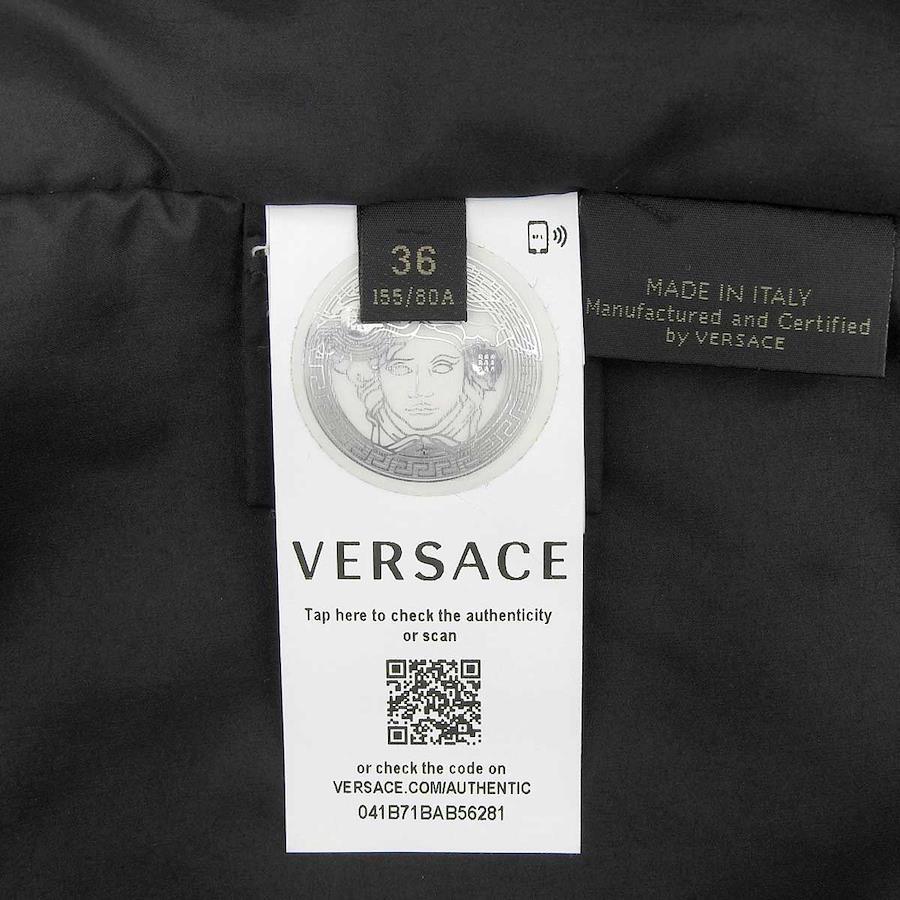 36
155/80A
MADE IN ITALY
Manufactured and Certified
by VERSACE
VERSACE
Tap here to check the authenticity
or scan
or check the code on
VERSACE.COM/AUTHENTIC
041B71BAB56281